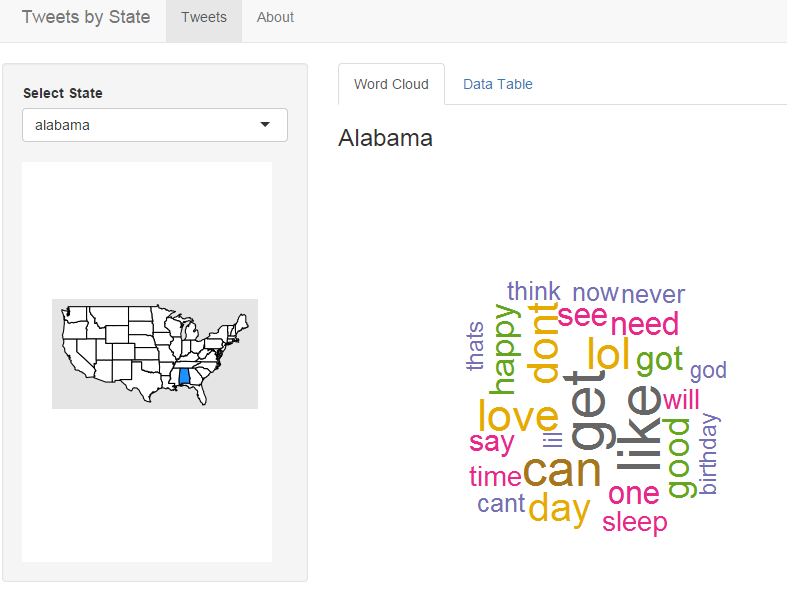 Tweets by State
Tweets
About
Select State
alabama
Word Cloud
Data Table
Alabama
think
now
never
see
need
thats
happy
dont
lol
got
god
get
like
will
love
say
lil
good
birthday
time
can
one
cant
day
sleep